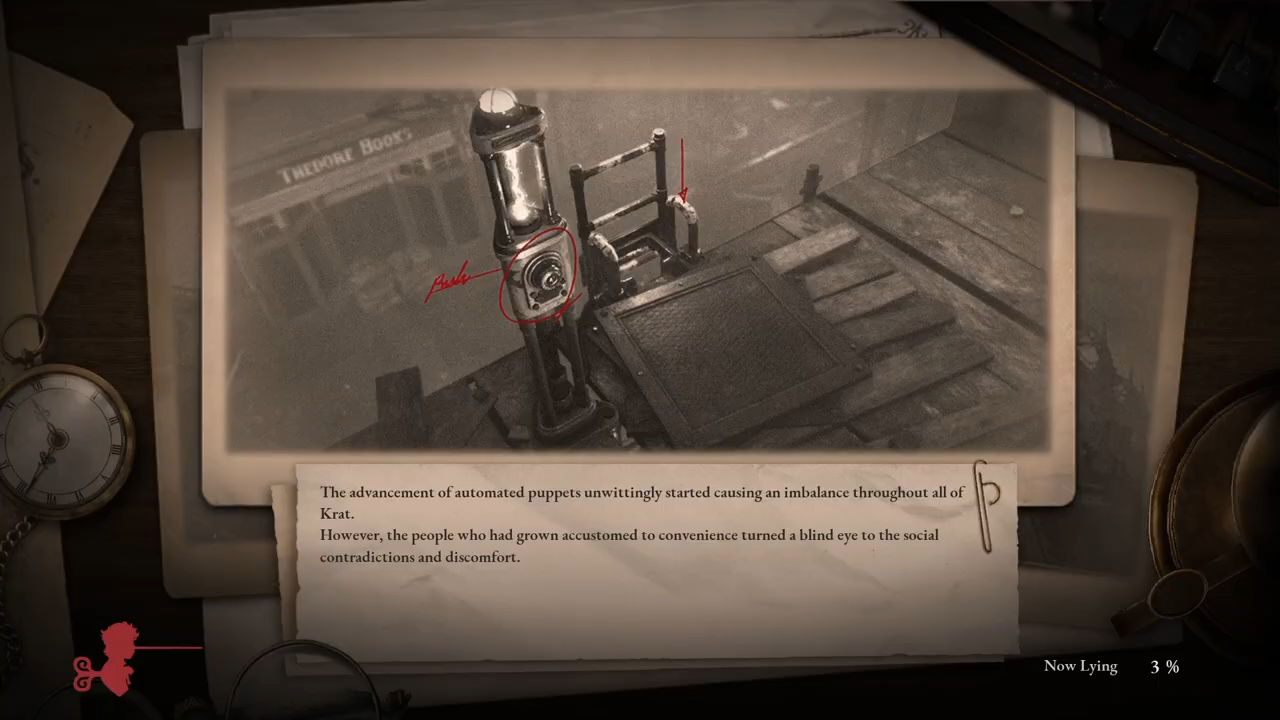 THEDORE BOOKS
Push
The advancement of automated puppets unwittingly started causing an imbalance throughout all of
Krat.
However, the people who had grown accustomed to convenience turned a blind eye to the social
contradictions and discomfort.
Now Lying 3 %